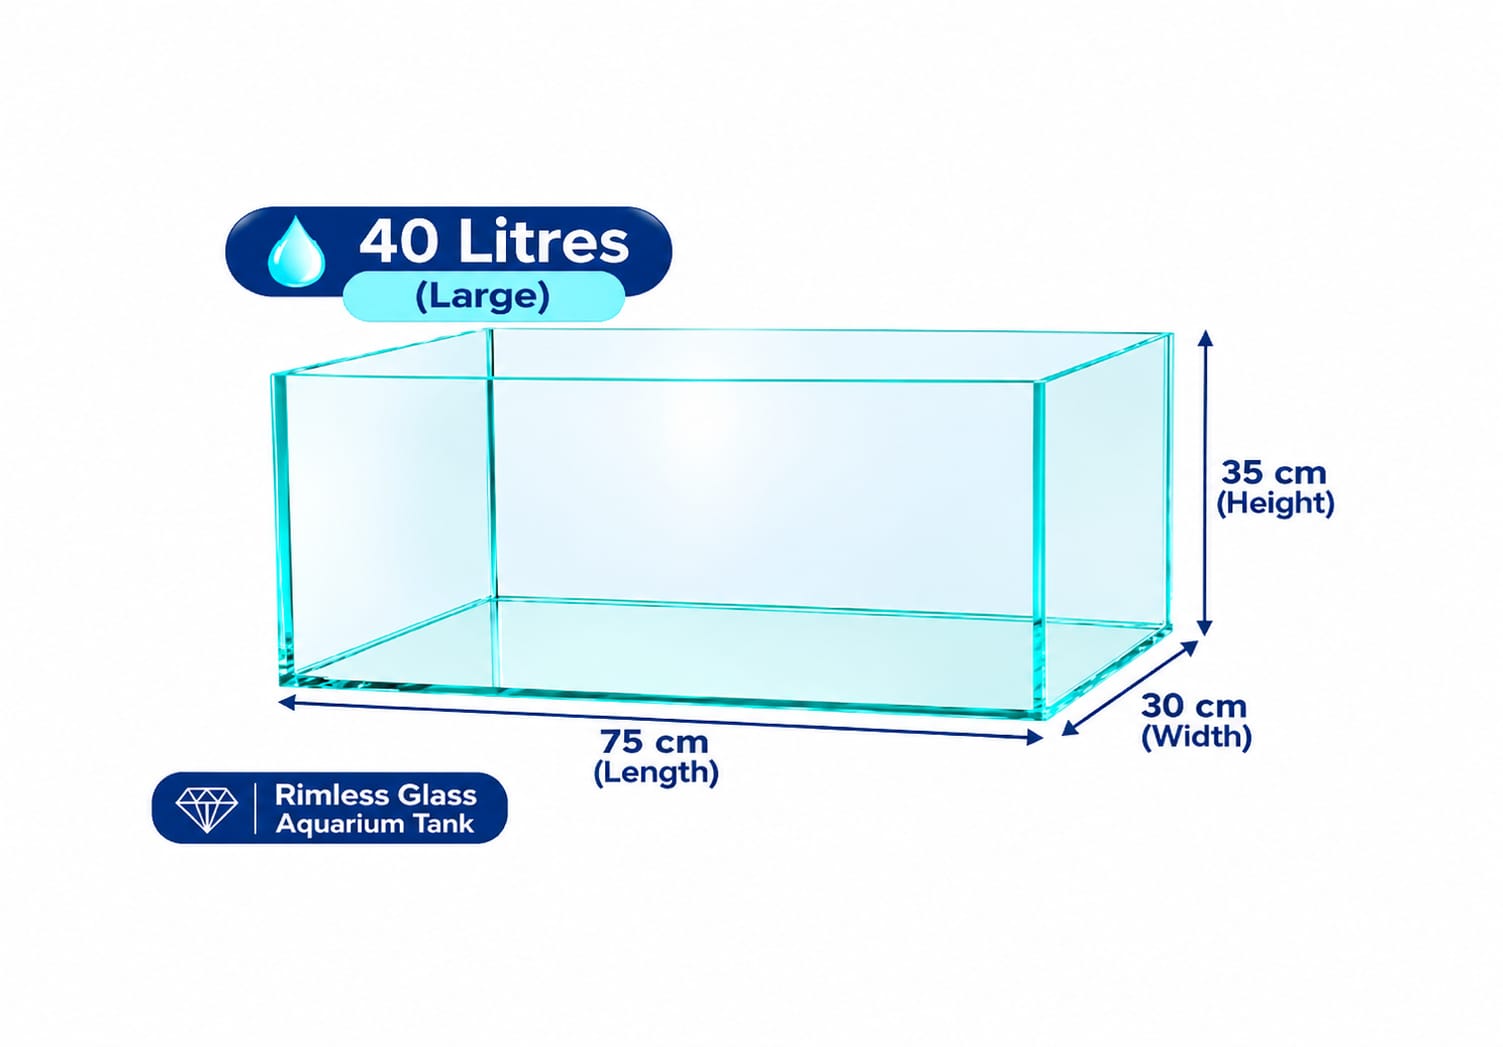 40 Litres
(Large)
35 cm
(Height)
30 cm
(Width)
75 cm
(Length)
Rimless Glass
Aquarium Tank